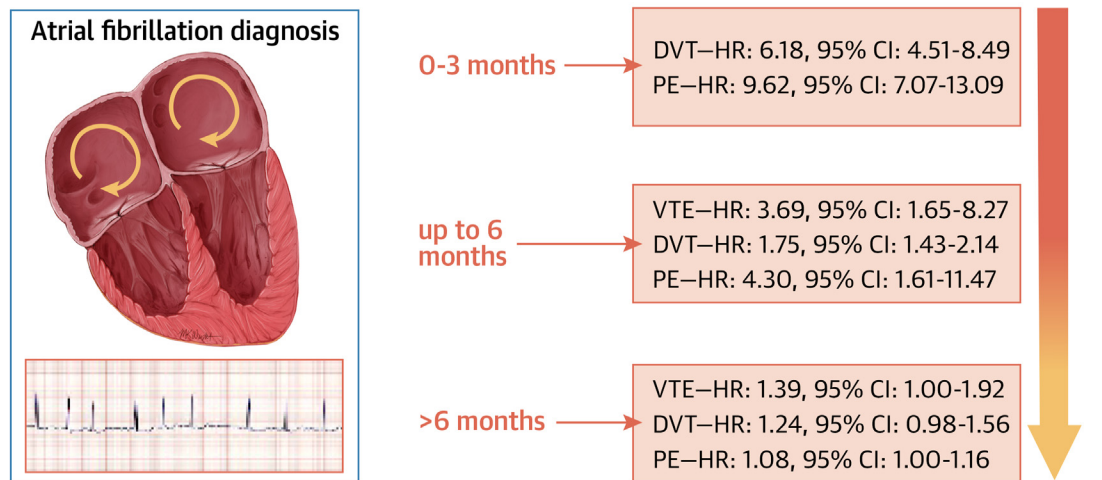 Atrial fibrillation diagnosis
0-3 months
DVT–HR: 6.18, 95% CI: 4.51-8.49
PE–HR: 9.62, 95% CI: 7.07-13.09
up to 6
months
VTE–HR: 3.69, 95% CI: 1.65-8.27
DVT–HR: 1.75, 95% CI: 1.43-2.14
PE–HR: 4.30, 95% CI: 1.61-11.47
>6 months
VTE–HR: 1.39, 95% CI: 1.00-1.92
DVT–HR: 1.24, 95% CI: 0.98-1.56
PE–HR: 1.08, 95% CI: 1.00-1.16